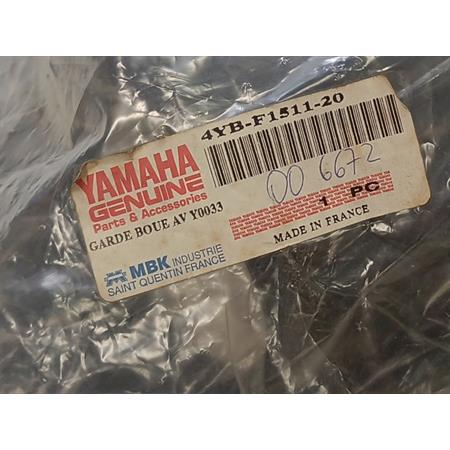 4YB-F1511-20
YAMAHA
GENUINE
Parts & Accessories
00 6672
1 PC
GARDE BOUE AV Y0033
MADE IN FRANCE
MBK INDUSTRIE
SAINT QUENTIN FRANCE